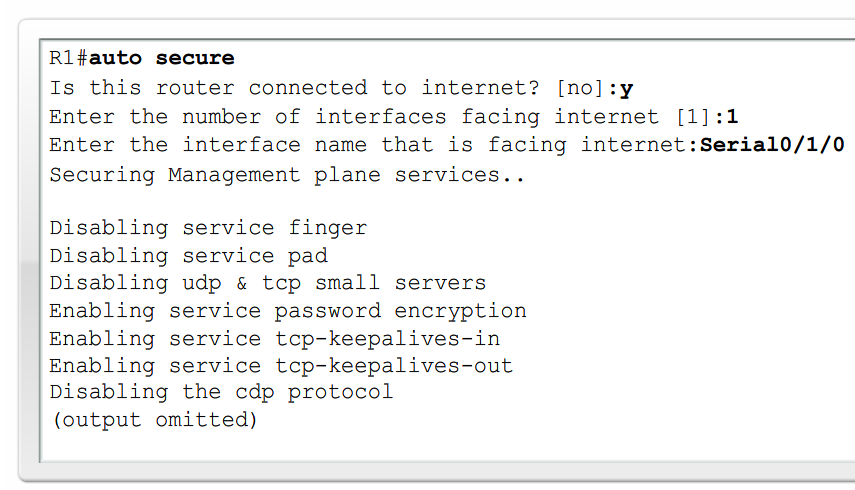 R1#auto secure
Is this router connected to internet? [no]:y
Enter the number of interfaces facing internet [1]:1
Enter the interface name that is facing internet:Serial0/1/0
Securing Management plane services..
Disabling service finger
Disabling service pad
Disabling udp & tcp small servers
Enabling service password encryption
Enabling service tcp-keepalives-in
Enabling service tcp-keepalives-out
Disabling the cdp protocol
(output omitted)